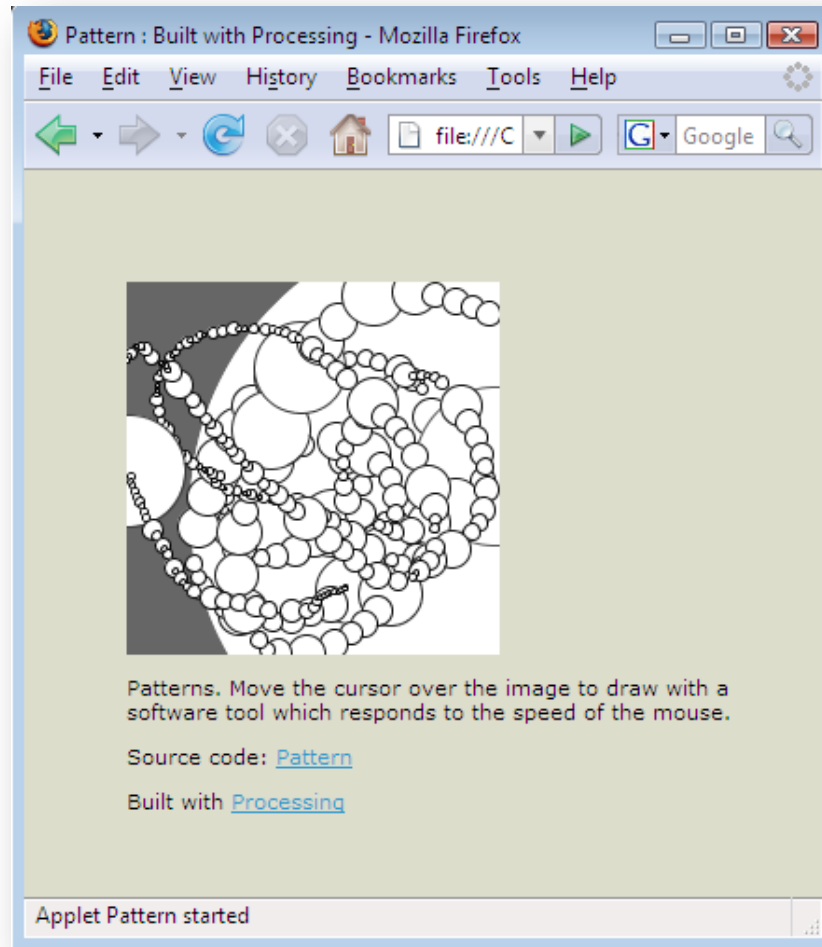 Pattern : Built with Processing - Mozilla Firefox
File Edit View History Bookmarks Tools Help
file:///C G Google
Patterns. Move the cursor over the image to draw with a
software tool which responds to the speed of the mouse.
Source code: Pattern
Built with Processing
Applet Pattern started